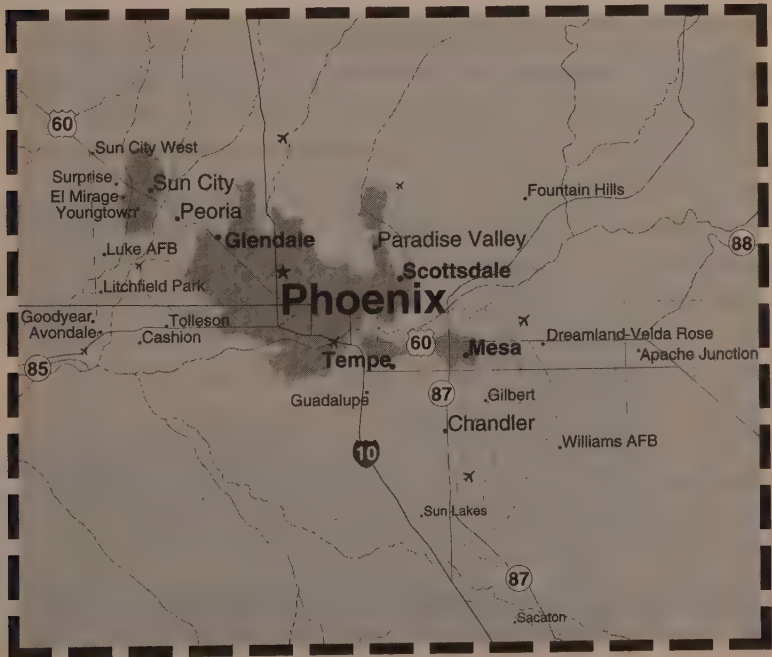 60
Sun City West
Surprise
Sun City
El Mirage
Youngtown
Peoria
Fountain Hills
Glendale
Paradise Valley
88
Luke AFB
Scottsdale
Litchfield Park
Phoenix
Goodyear
Tolleson
Avondale
Cashion
Dreamland-Velda Rose
60
Mesa
Apache Junction
Tempe
85
Guadalupe
87
Gilbert
Chandler
Williams AFB
10
Sun Lakes
87
Sacaton